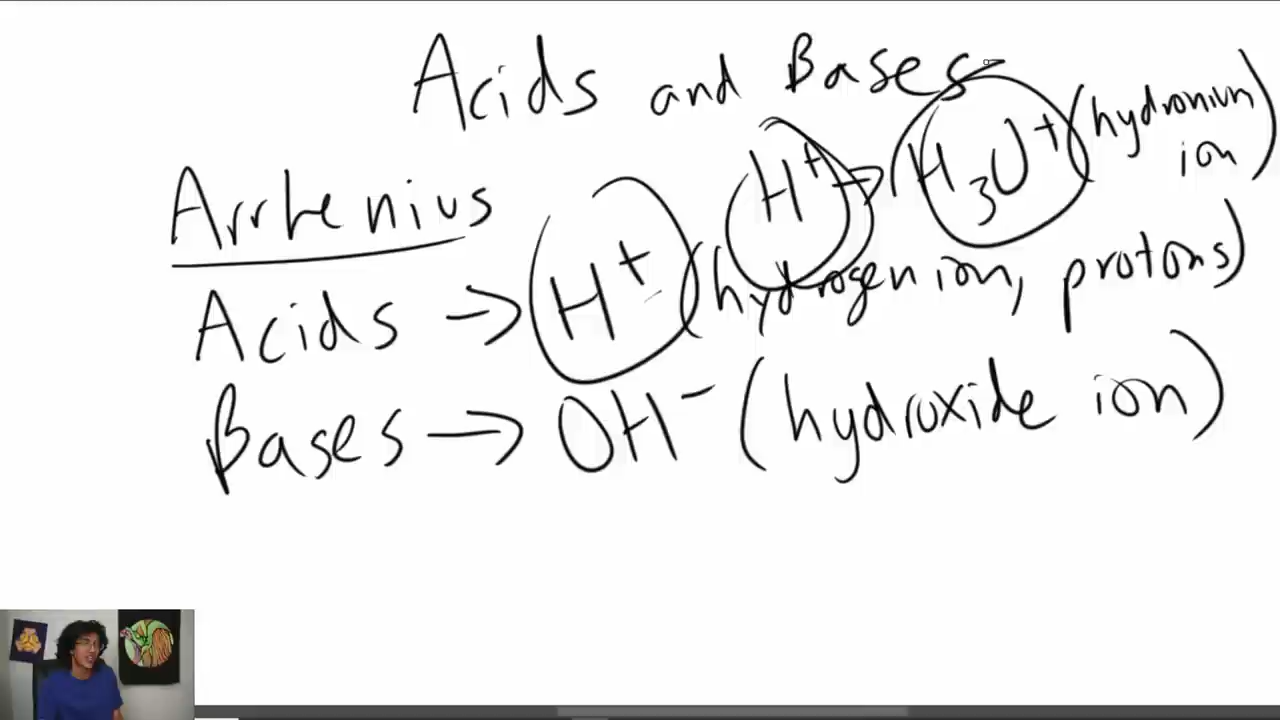 Acids and Bases
H+ → H3O+ (hydronium ion)
Arrhenius
Acids → H+ (hydrogen ion, protons)
Bases → OH- (hydroxide ion)